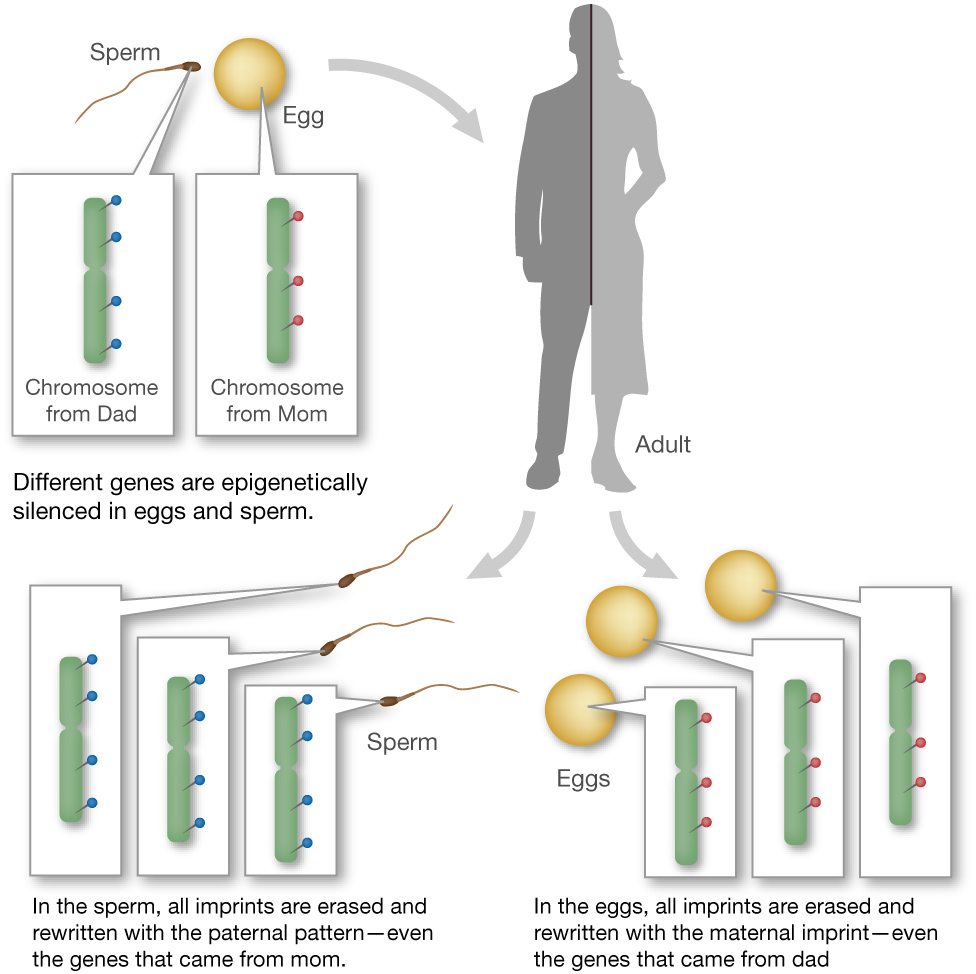 Sperm
Egg
Chromosome
from Dad
Chromosome
from Mom
Adult
Different genes are epigenetically
silenced in eggs and sperm.
Sperm
Eggs
In the sperm, all imprints are erased and
rewritten with the paternal pattern—even
the genes that came from mom.
In the eggs, all imprints are erased and
rewritten with the maternal imprint—even
the genes that came from dad